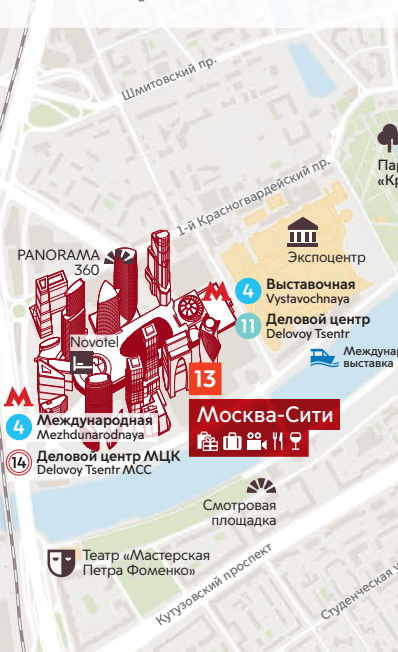 Шмитовский пр.
Пар
«Кр
1-й Красногвардейский пр.
Экспоцентр
PANORAMA
360
4 Выставочная
Vystavochnaya
11 Деловой центр
Delovoy Tsentr
Междунар
выставка
Novotel
13
Москва-Сити
4 Международная
Mezhdunarodnaya
14 Деловой центр МЦК
Delovoy Tsentr MCC
Смотровая
площадка
Театр «Мастерская
Петра Фоменко»
Кутузовский проспект
Студенческая у